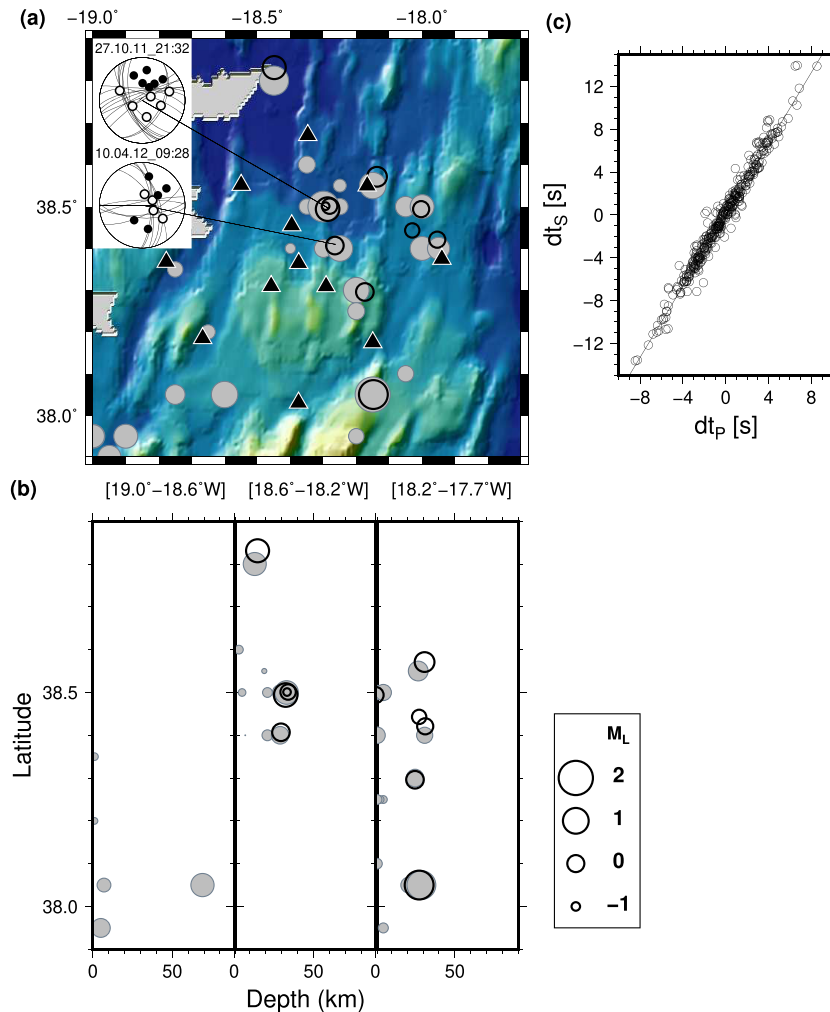 (a)
−19.0˚ −18.5˚ −18.0˚
27.10.11_21:32
10.04.12_09:28
38.5˚
38.0˚
(c)
12
8
4
0
−4
−8
−12
dtS [s]
−8 −4 0 4 8
dtP [s]
(b)
[19.0˚−18.6˚W] [18.6˚−18.2˚W] [18.2˚−17.7˚W]
38.5
38.0
Latitude
0 50 0 50 0 50
Depth (km)
ML
2
1
0
−1